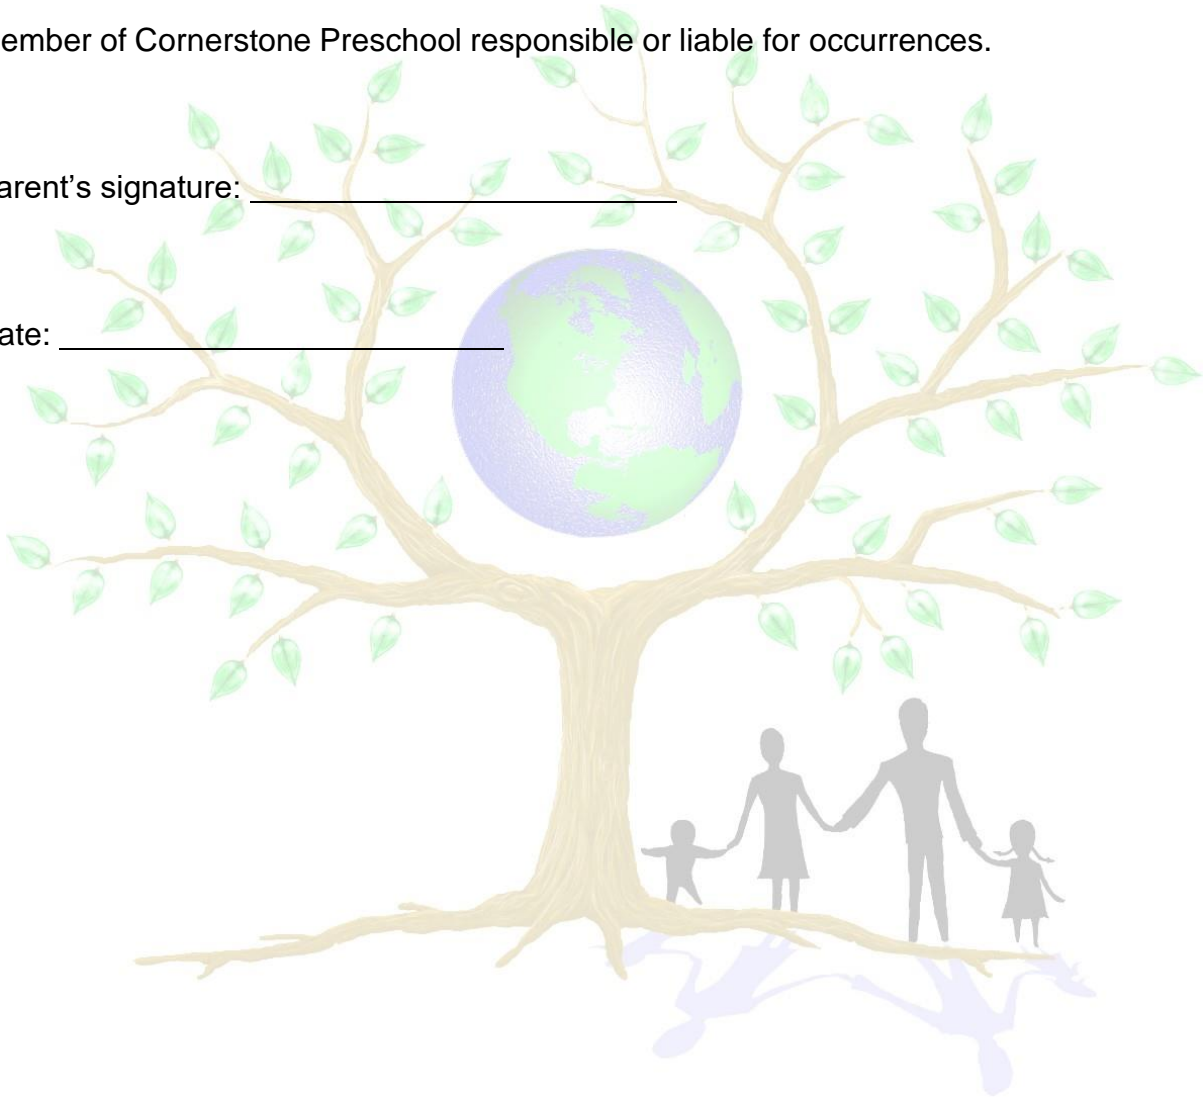 ember of Cornerstone Preschool responsible or liable for occurrences.
arent’s signature:
ate: